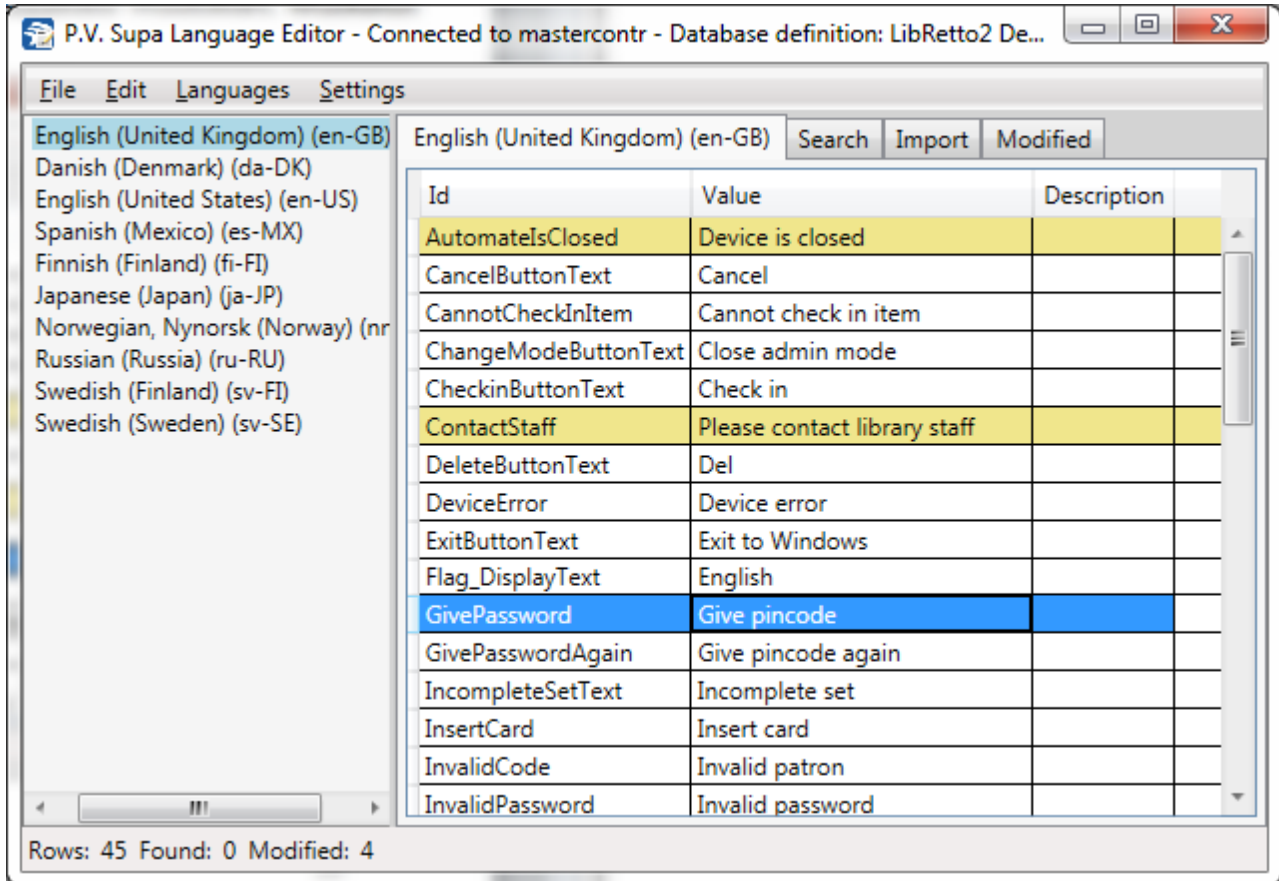 P.V. Supa Language Editor - Connected to mastercontr - Database definition: LibRetto2 De...
File Edit Languages Settings
English (United Kingdom) (en-GB)
Danish (Denmark) (da-DK)
English (United States) (en-US)
Spanish (Mexico) (es-MX)
Finnish (Finland) (fi-FI)
Japanese (Japan) (ja-JP)
Norwegian, Nynorsk (Norway) (nr
Russian (Russia) (ru-RU)
Swedish (Finland) (sv-FI)
Swedish (Sweden) (sv-SE)
English (United Kingdom) (en-GB) Search Import Modified
Id Value Description
AutomateIsClosed Device is closed
CancelButtonText Cancel
CannotCheckInItem Cannot check in item
ChangeModeButtonText Close admin mode
CheckinButtonText Check in
ContactStaff Please contact library staff
DeleteButtonText Del
DeviceError Device error
ExitButtonText Exit to Windows
Flag_DisplayText English
GivePassword Give pincode
GivePasswordAgain Give pincode again
IncompleteSetText Incomplete set
InsertCard Insert card
InvalidCode Invalid patron
InvalidPassword Invalid password
Rows: 45 Found: 0 Modified: 4